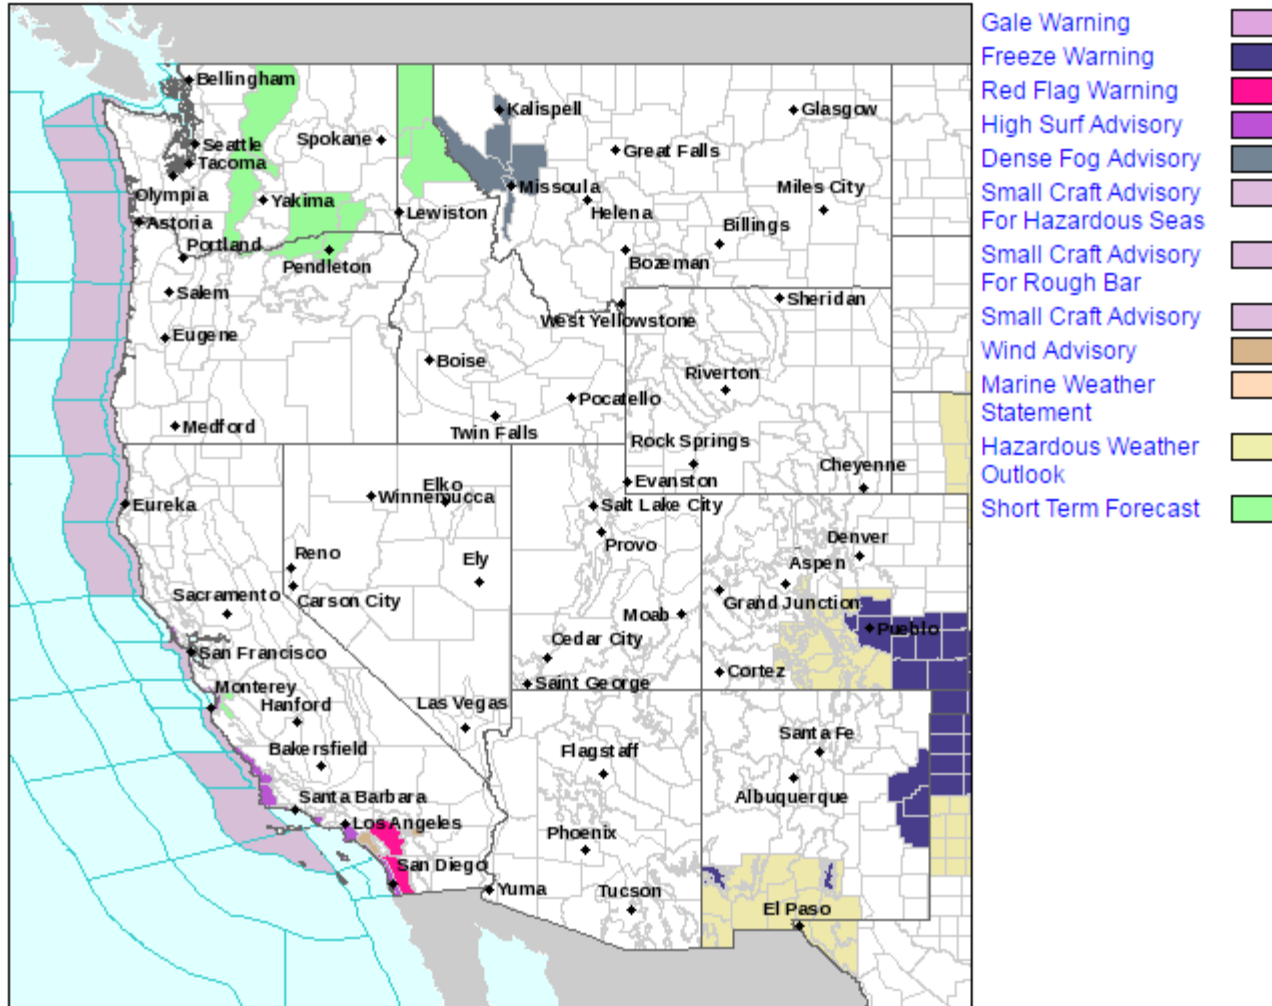 Bellingham
Kalispell
Glasgow
Spokane
Seattle
Great Falls
Tacoma
Olympia
Missoula
Miles City
Yakima
Helena
Lewiston
Astoria
Billings
Portland
Pendleton
Bozeman
Salem
Sheridan
West Yellowstone
Eugene
Boise
Riverton
Pocatello
Medford
Twin Falls
Rock Springs
Cheyenne
Elko
Evanston
Winnemucca
Eureka
Salt Lake City
Denver
Provo
Reno
Ely
Aspen
Sacramento
Carson City
Grand Junction
Moab
Pueblo
Cedar City
San Francisco
Cortez
Saint George
Monterey
Hanford
Las Vegas
Santa Fe
Bakersfield
Flagstaff
Santa Barbara
Albuquerque
Los Angeles
Phoenix
San Diego
Yuma
Tucson
El Paso
Gale Warning
Freeze Warning
Red Flag Warning
High Surf Advisory
Dense Fog Advisory
Small Craft Advisory
For Hazardous Seas
Small Craft Advisory
For Rough Bar
Small Craft Advisory
Wind Advisory
Marine Weather
Statement
Hazardous Weather
Outlook
Short Term Forecast